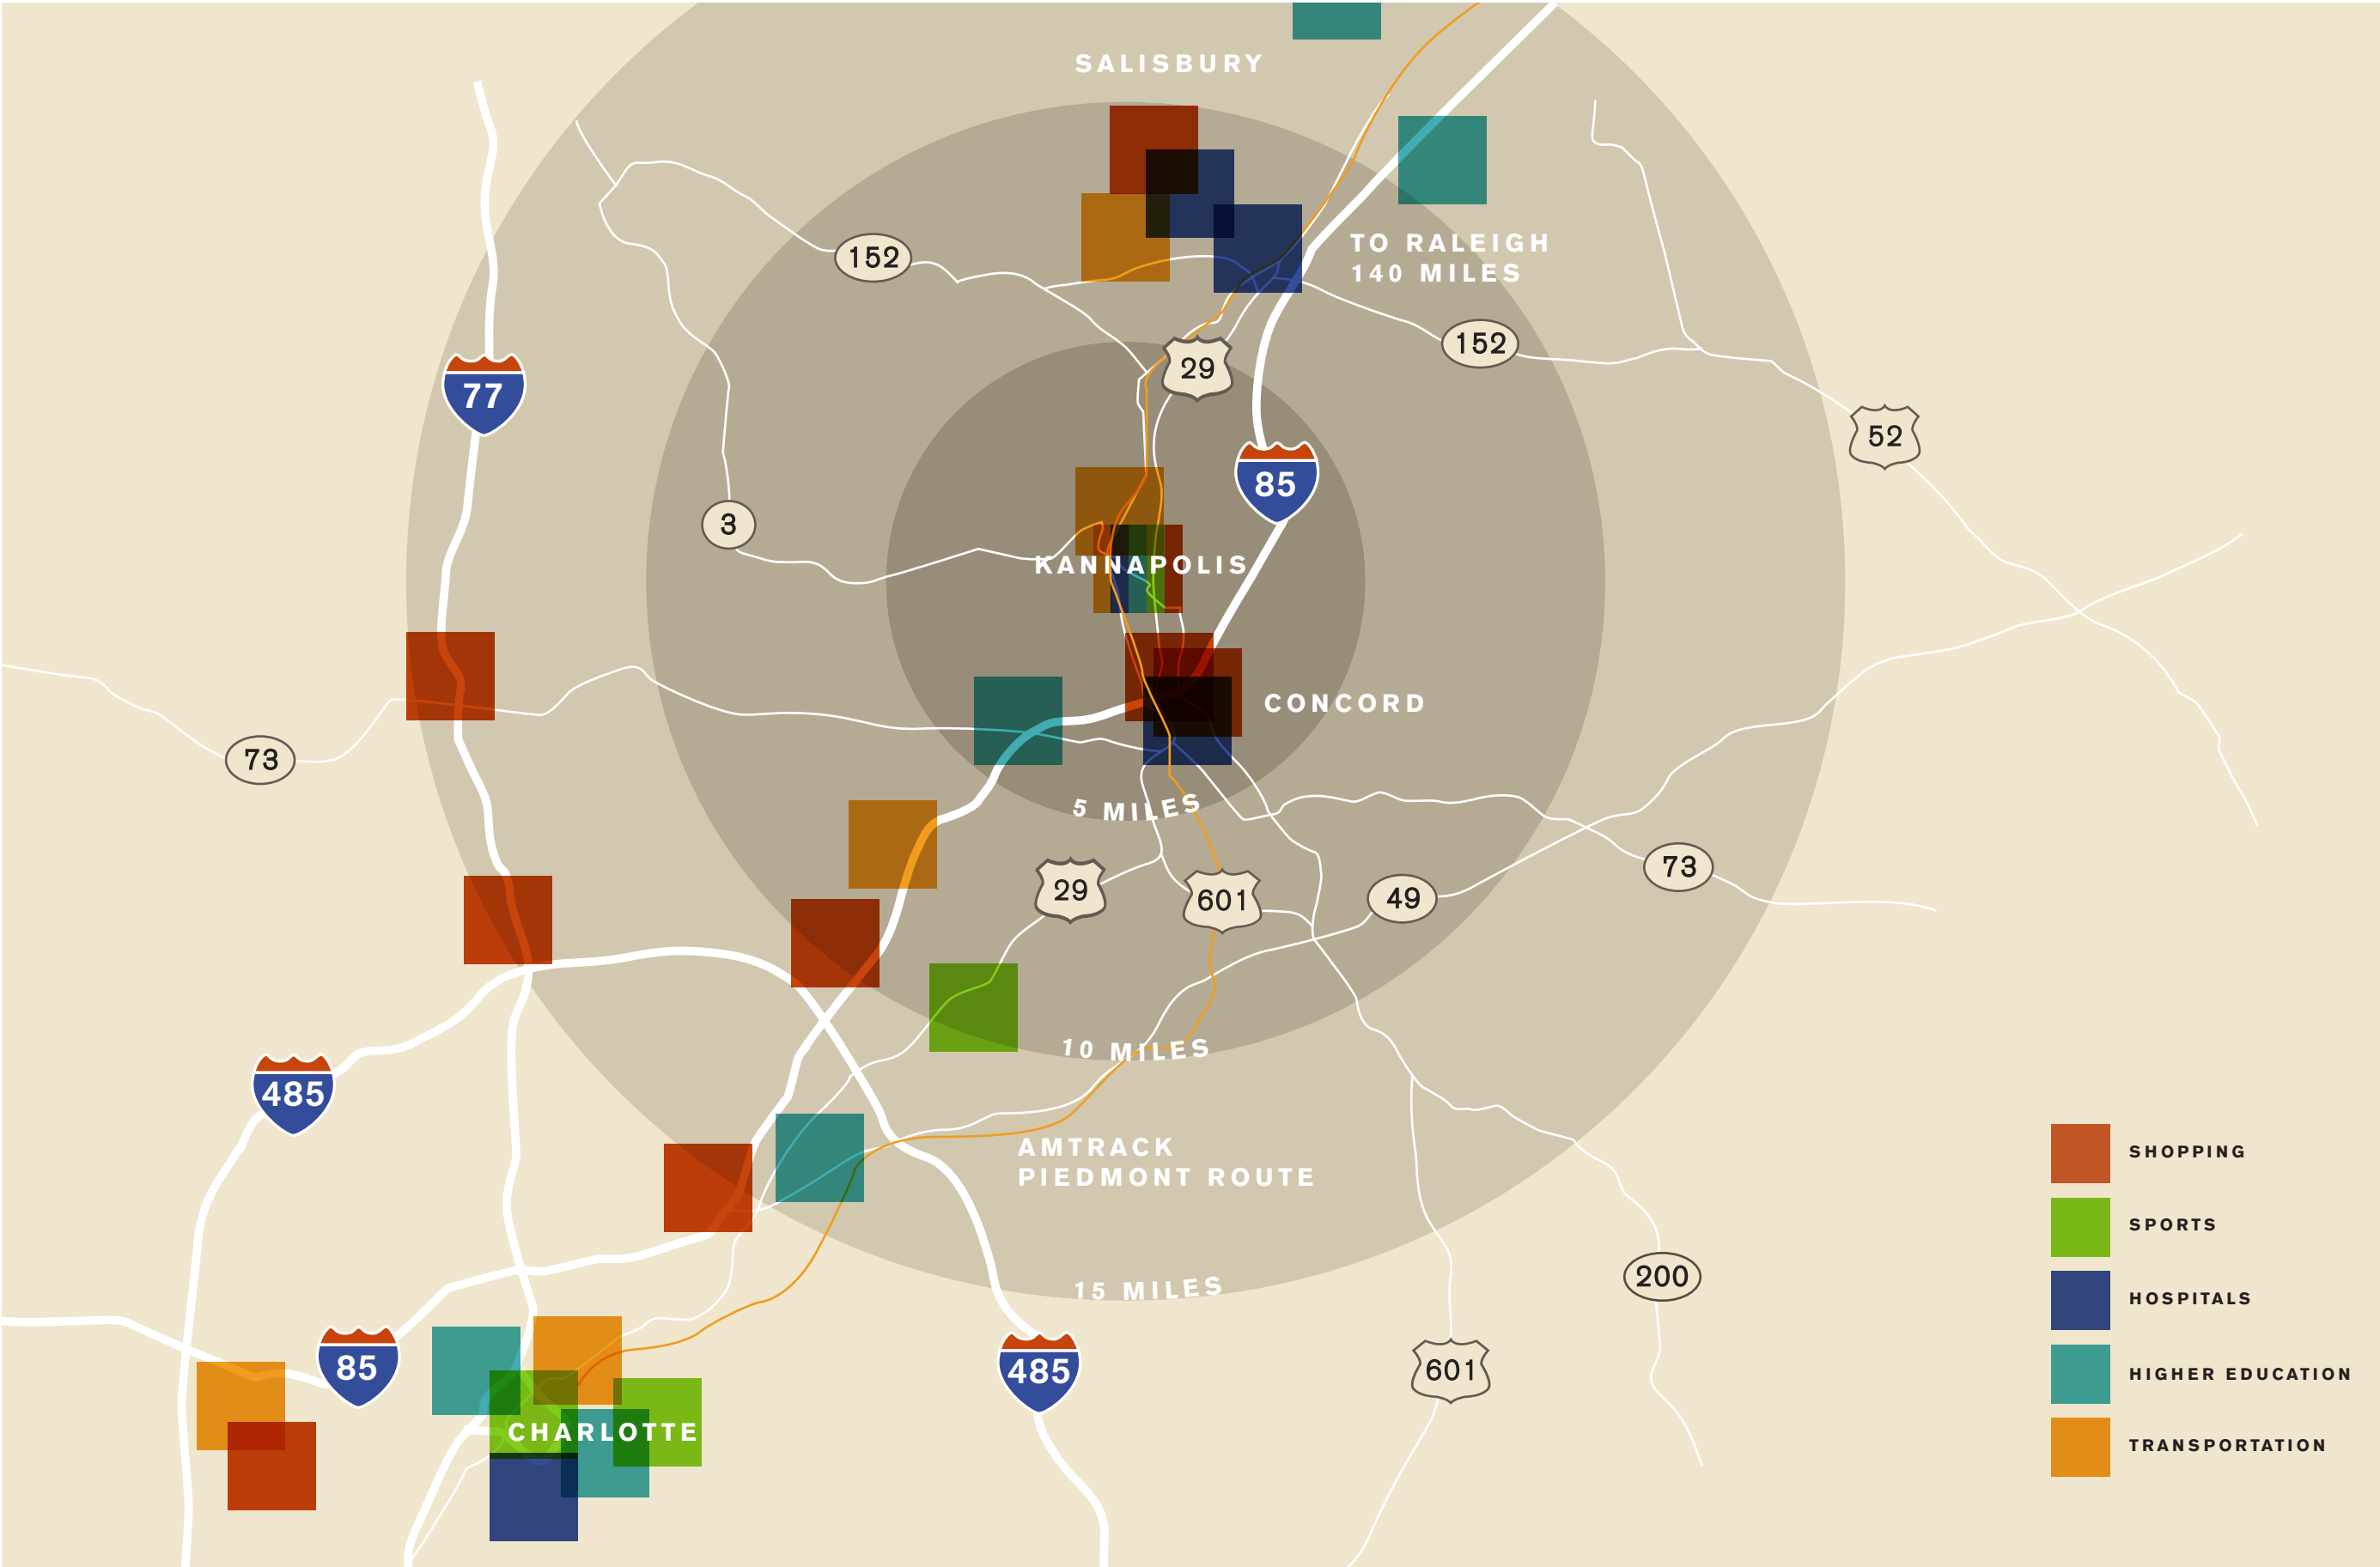 SALISBURY
TO RALEIGH
140 MILES
152
152
29
77
52
85
3
KANNAPOLIS
CONCORD
73
5 MILES
73
29
601
49
10 MILES
485
AMTRACK
PIEDMONT ROUTE
SHOPPING
SPORTS
200
15 MILES
HOSPITALS
85
485
601
HIGHER EDUCATION
CHARLOTTE
TRANSPORTATION